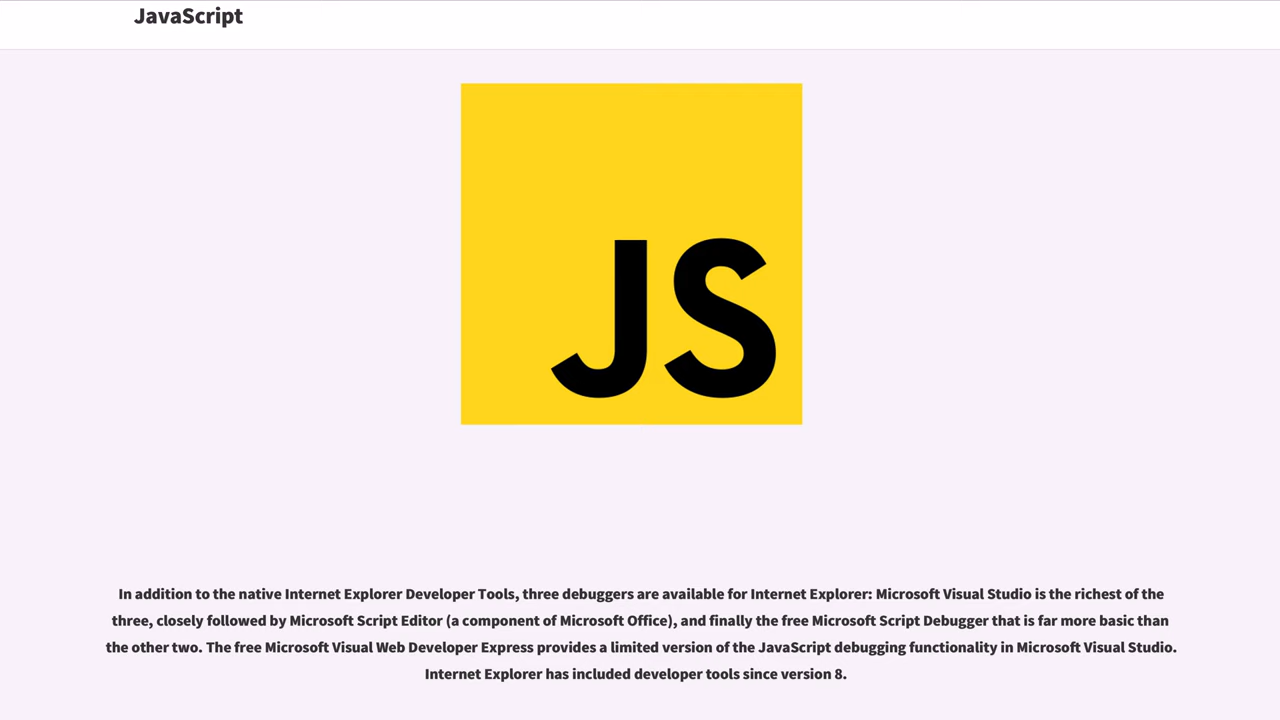 JavaScript
JS
In addition to the native Internet Explorer Developer Tools, three debuggers are available for Internet Explorer: Microsoft Visual Studio is the richest of the
three, closely followed by Microsoft Script Editor (a component of Microsoft Office), and finally the free Microsoft Script Debugger that is far more basic than
the other two. The free Microsoft Visual Web Developer Express provides a limited version of the JavaScript debugging functionality in Microsoft Visual Studio.
Internet Explorer has included developer tools since version 8.